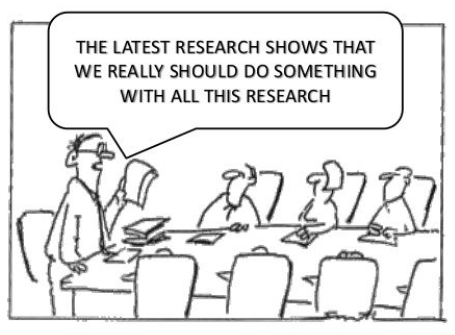 THE LATEST RESEARCH SHOWS THAT
WE REALLY SHOULD DO SOMETHING
WITH ALL THIS RESEARCH